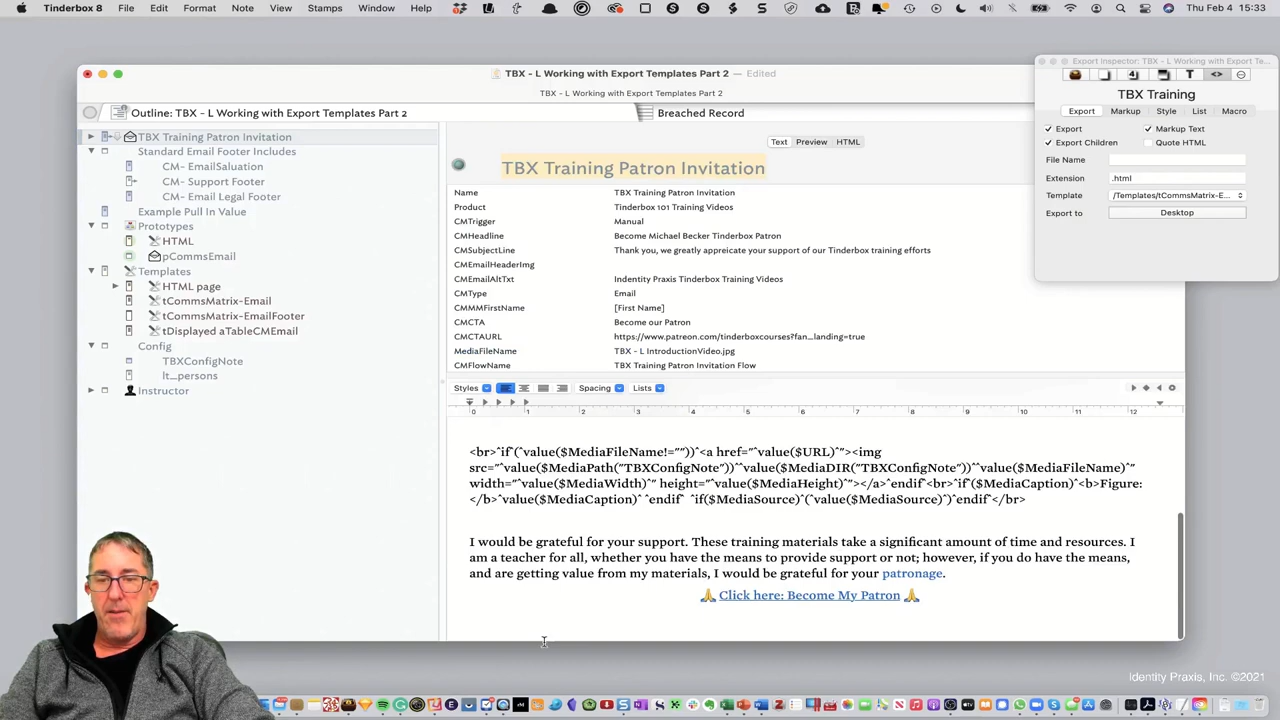 Tinderbox 8 File Edit Format Note View Stamps Window Help Thu Feb 4 15:33
TBX - L Working with Export Templates Part 2 — Edited
TBX - L Working with Export Templates Part 2
Outline: TBX - L Working with Export Templates Part 2
Breached Record
TBX Training Patron Invitation
Standard Email Footer Includes
CM- EmailSaluation
CM- Support Footer
CM- Email Legal Footer
Example Pull In Value
Prototypes
HTML
pCommsEmail
Templates
HTML page
tCommsMatrix-Email
tCommsMatrix-EmailFooter
tDisplayed aTableCMEmail
Config
TBXConfigNote
lt_persons
Instructor
Text Preview HTML
TBX Training Patron Invitation
Name TBX Training Patron Invitation
Product Tinderbox 101 Training Videos
CMTrigger Manual
CMHeadline Become Michael Becker Tinderbox Patron
CMSubjectLine Thank you, we greatly appreicate your support of our Tinderbox training efforts
CMEmailHeaderImg
CMEmailAltTxt Indentity Praxis Tinderbox Training Videos
CMType Email
CMMMFirstName [First Name]
CMCTA Become our Patron
CMCTAURL https://www.patreon.com/tinderboxcourses?fan_landing=true
MediaFileName TBX - L IntroductionVideo.jpg
CMFlowName TBX Training Patron Invitation Flow
Styles Spacing Lists
0 1 2 3 4 5 6 7 8 9 10 11 12
<br>^if^(^value($MediaFileName!=""))^<a href="^value($URL)^"><img
src="^value($MediaPath("TBXConfigNote"))^^value($MediaDIR("TBXConfigNote"))^^value($MediaFileName)^"
width="^value($MediaWidth)^" height="^value($MediaHeight)^"></a>^endif^<br>^if^($MediaCaption)^<b>Figure:
</b>^value($MediaCaption)^ ^endif^ ^if($MediaSource)^(^value($MediaSource)^)^endif^</br>
I would be grateful for your support. These training materials take a significant amount of time and resources. I
am a teacher for all, whether you have the means to provide support or not; however, if you do have the means,
and are getting value from my materials, I would be grateful for your patronage.
🙏 Click here: Become My Patron 🙏
Export Inspector: TBX - L Working with Export Te...
TBX Training
Export Markup Style List Macro
Export Markup Text
Export Children Quote HTML
File Name
Extension .html
Template /Templates/tCommsMatrix-E...
Export to Desktop
Identity Praxis, Inc. ©2021